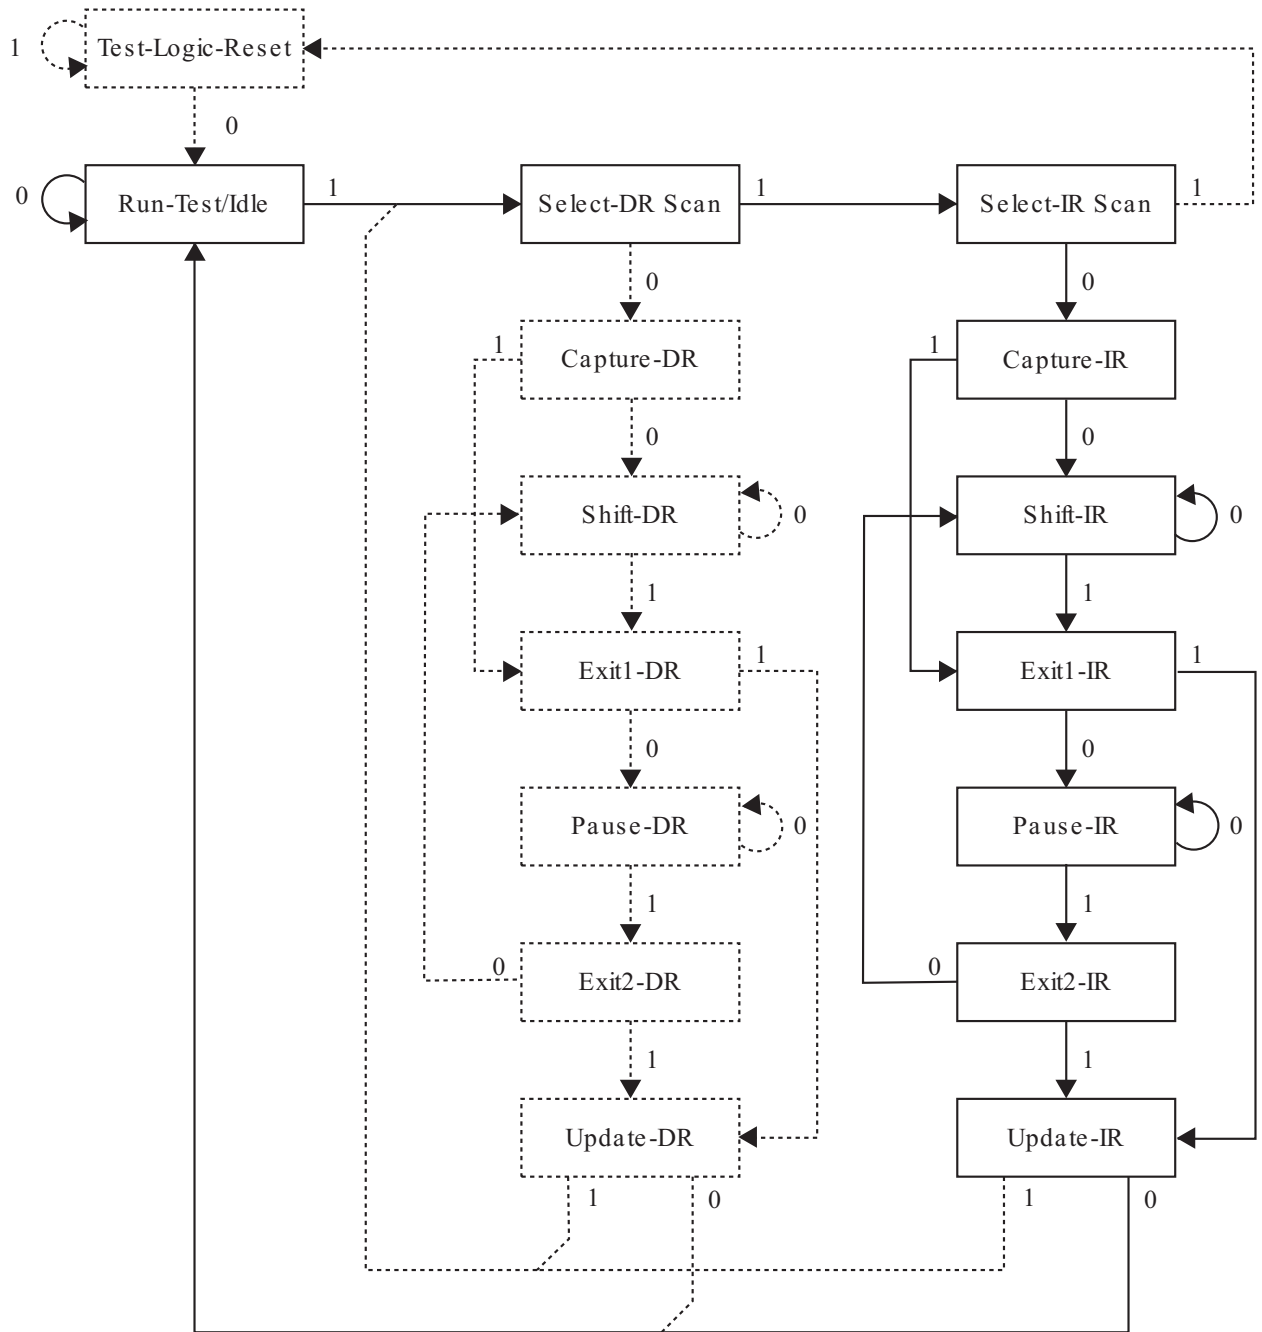 1
Test-Logic-Reset
0
0
Run-Test/Idle
1
Select-DR Scan
1
Select-IR Scan
1
0
0
1
Capture-DR
1
Capture-IR
0
0
Shift-DR
0
Shift-IR
0
1
1
Exit1-DR
1
Exit1-IR
1
0
0
Pause-DR
0
Pause-IR
0
1
1
0
Exit2-DR
0
Exit2-IR
1
1
Update-DR
Update-IR
1
0
1
0